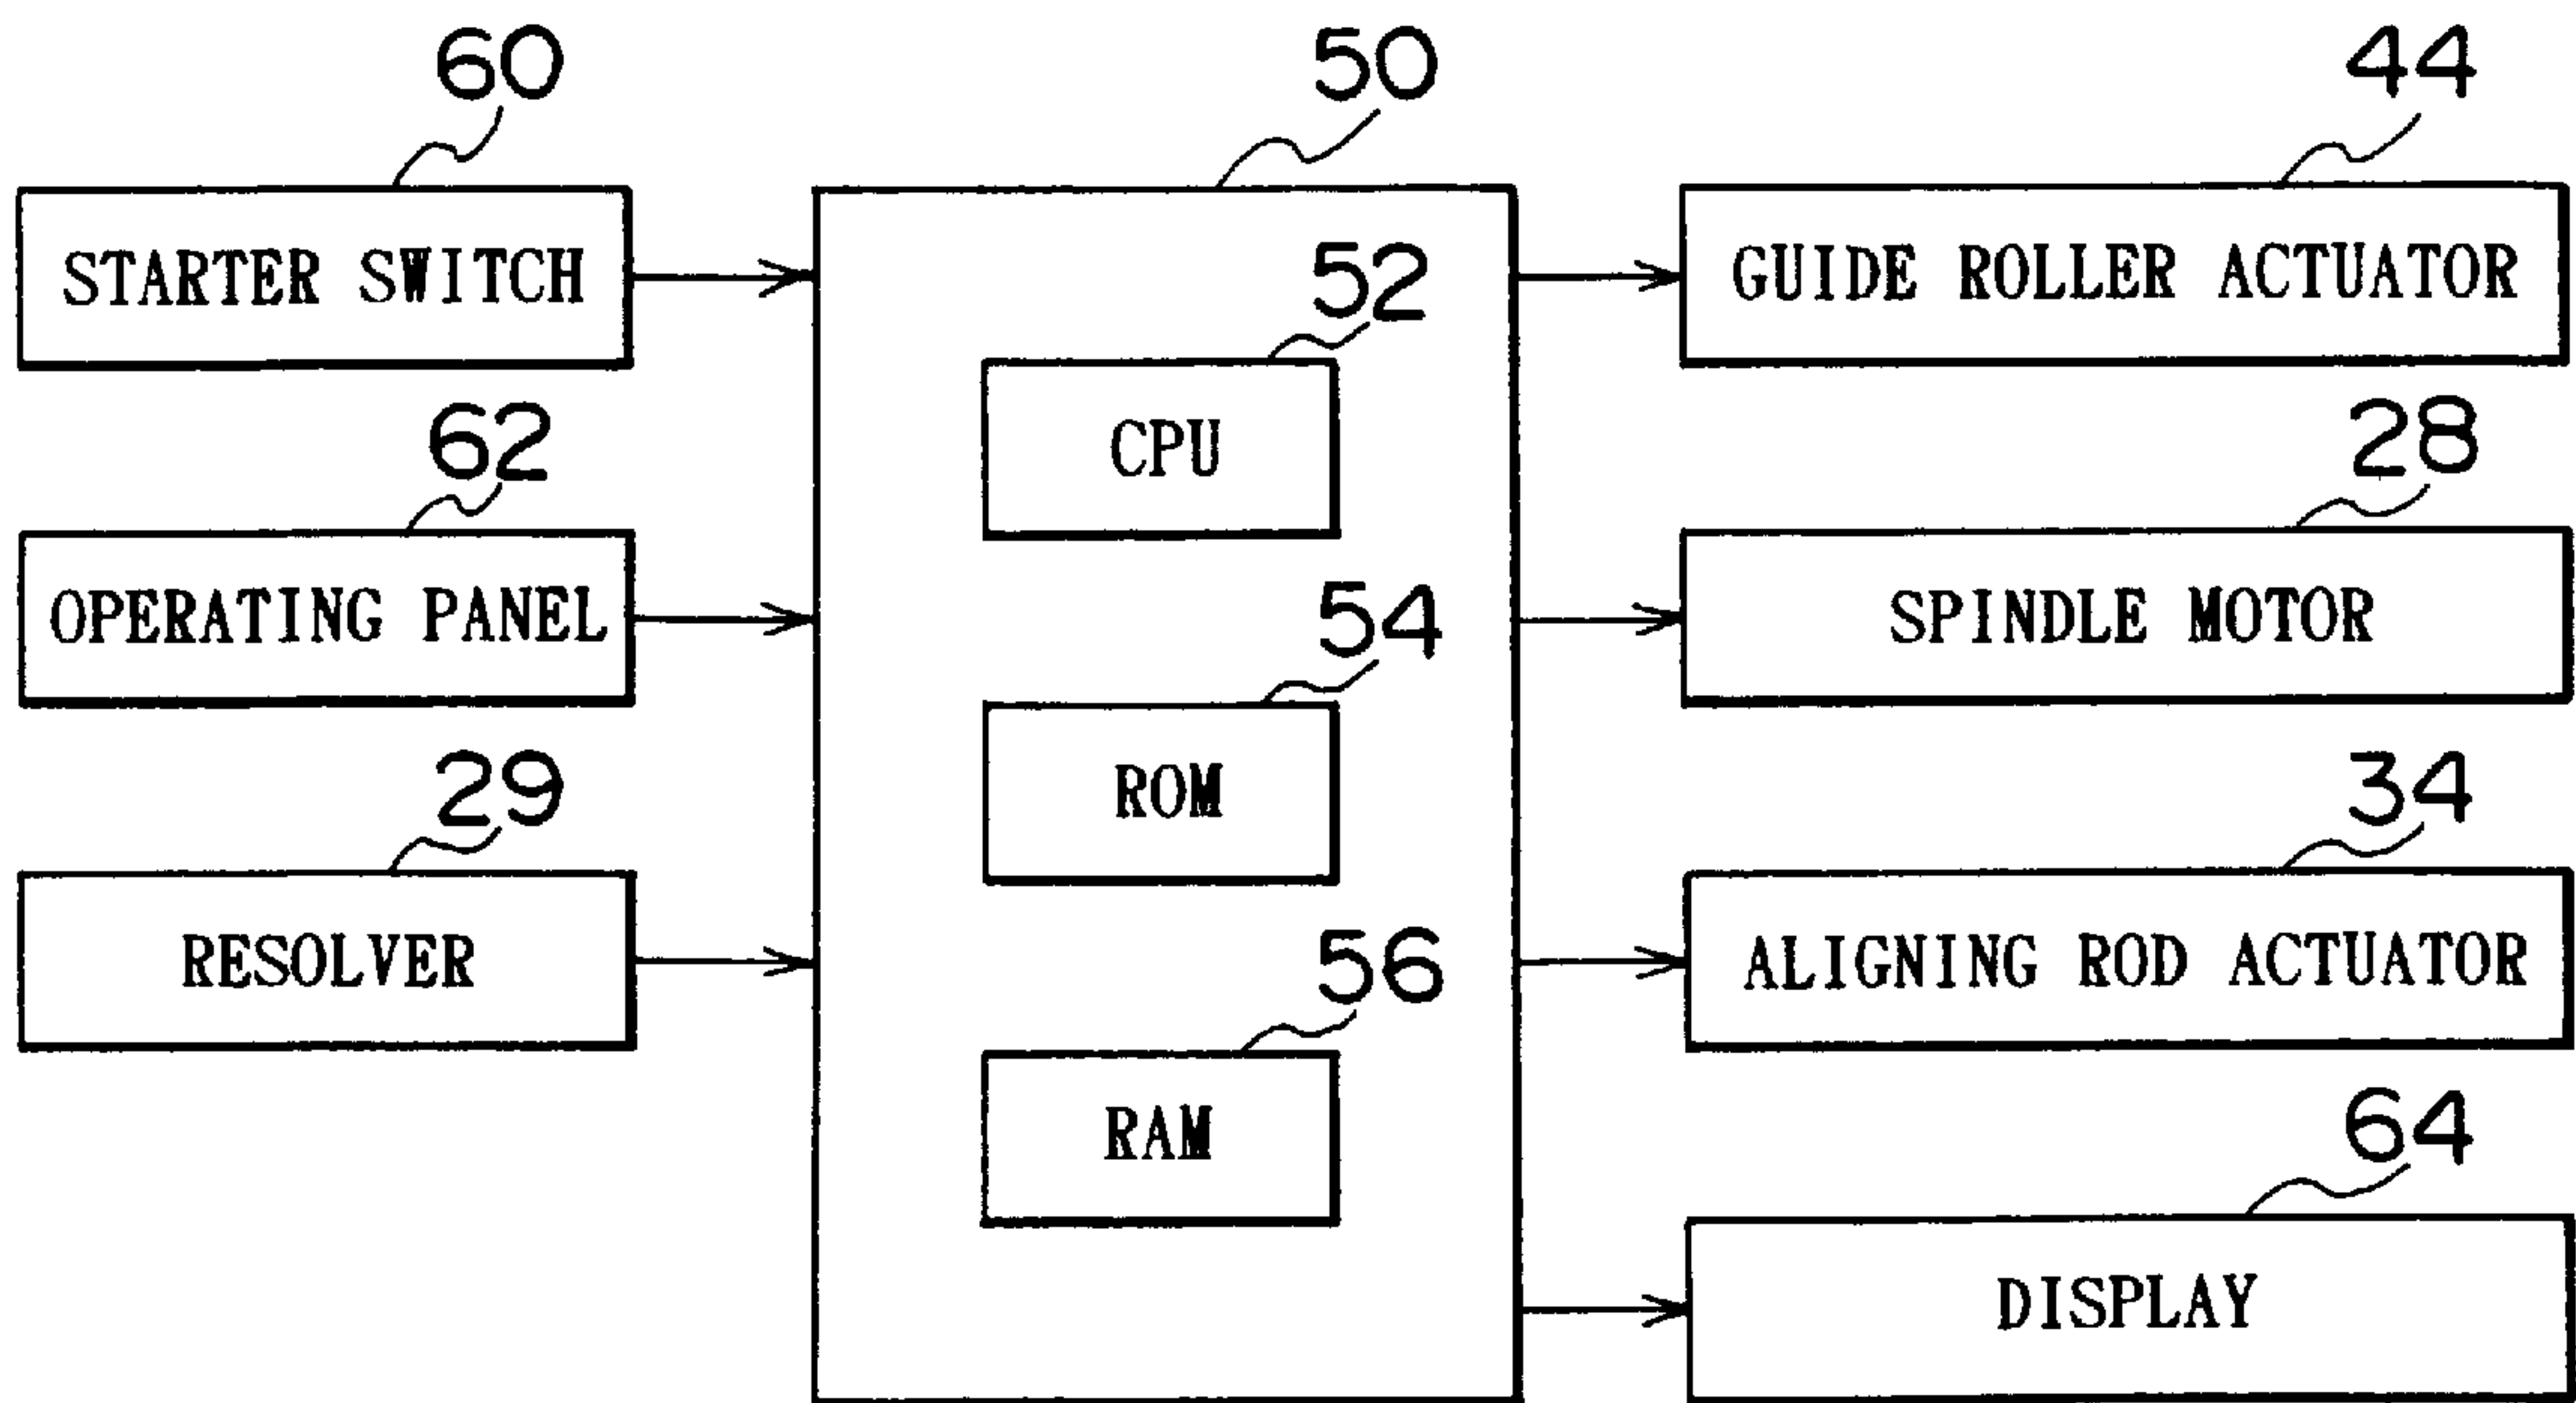 60
50
44
STARTER SWITCH
52
GUIDE ROLLER ACTUATOR
62
CPU
28
OPERATING PANEL
54
SPINDLE MOTOR
29
ROM
34
RESOLVER
56
ALIGNING ROD ACTUATOR
RAM
64
DISPLAY